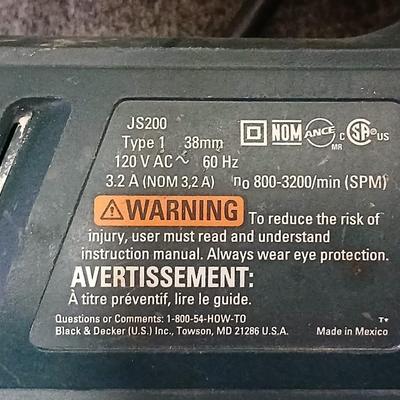 JS200
Type 1 38mm
120 V AC~ 60 Hz
3.2 A (NOM 3,2 A) n₀ 800-3200/min (SPM)
NOM ANCE MR C SA US
WARNING To reduce the risk of
injury, user must read and understand
instruction manual. Always wear eye protection.
AVERTISSEMENT:
À titre préventif, lire le guide.
Questions or Comments: 1-800-54-HOW-TO
Black & Decker (U.S.) Inc., Towson, MD 21286 U.S.A.
T*
Made in Mexico